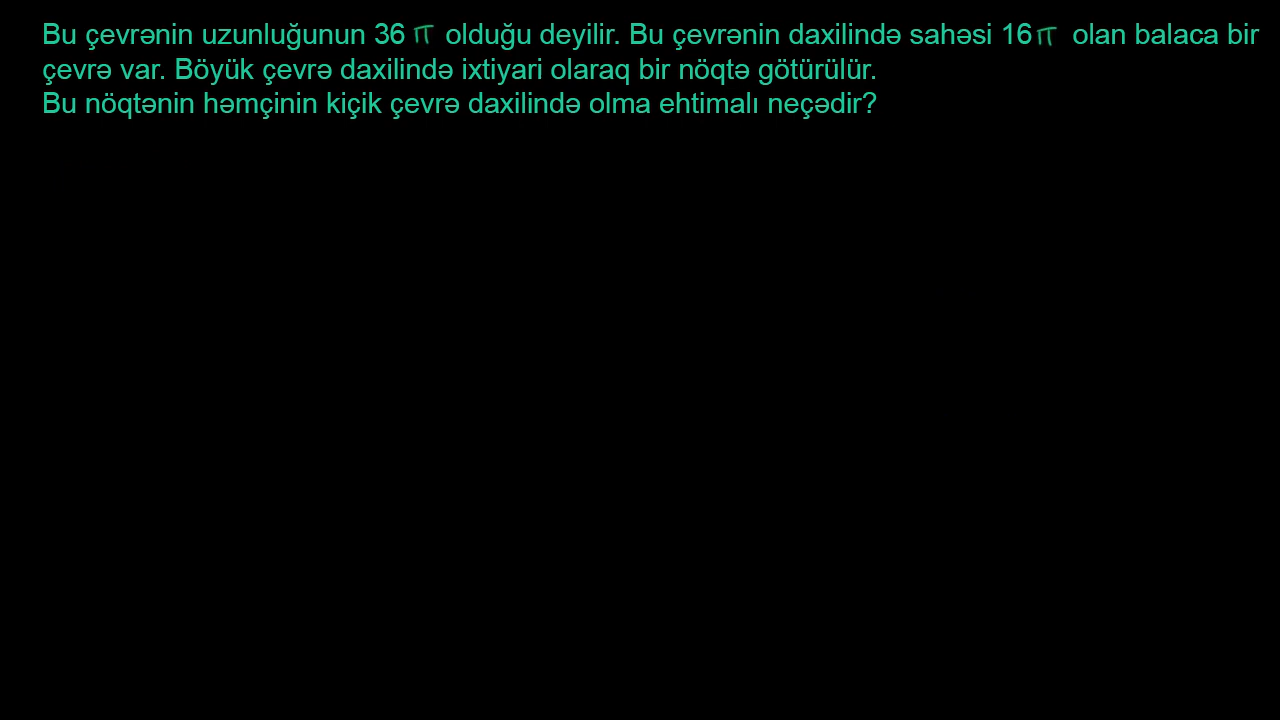 Bu çevrənin uzunluğunun 36 π olduğu deyilir. Bu çevrənin daxilində sahəsi 16π olan balaca bir
çevrə var. Böyük çevrə daxilində ixtiyari olaraq bir nöqtə götürülür.
Bu nöqtənin həmçinin kiçik çevrə daxilində olma ehtimalı neçədir?